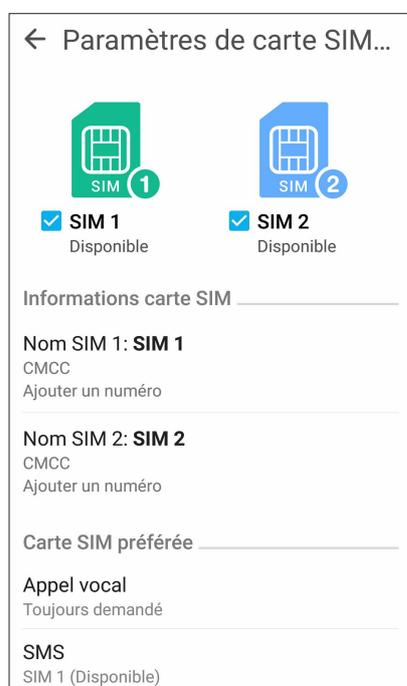 ← Paramètres de carte SIM...
SIM 1 SIM 2
SIM 1 SIM 2
Disponible Disponible
Informations carte SIM
Nom SIM 1: SIM 1
CMCC
Ajouter un numéro
Nom SIM 2: SIM 2
CMCC
Ajouter un numéro
Carte SIM préférée
Appel vocal
Toujours demandé
SMS
SIM 1 (Disponible)